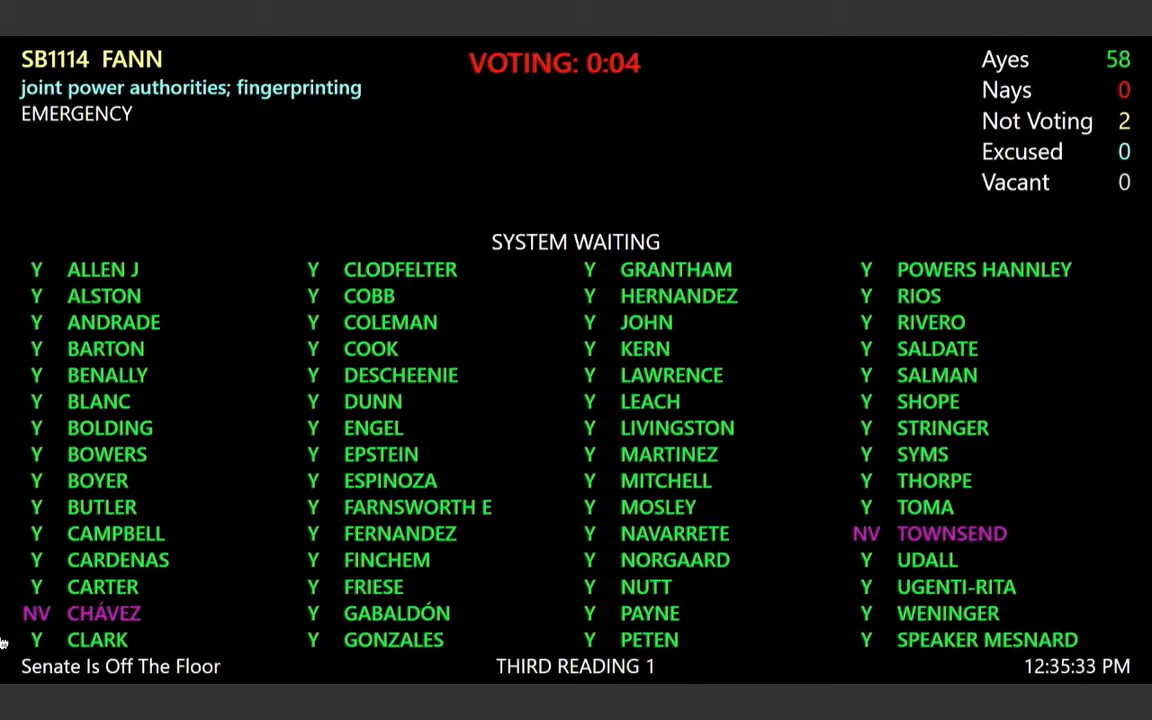 SB1114 FANN
VOTING: 0:04
joint power authorities; fingerprinting
EMERGENCY
Ayes 58
Nays 0
Not Voting 2
Excused 0
Vacant 0
SYSTEM WAITING
Y ALLEN J Y CLODFELTER Y GRANTHAM Y POWERS HANNLEY
Y ALSTON Y COBB Y HERNANDEZ Y RIOS
Y ANDRADE Y COLEMAN Y JOHN Y RIVERO
Y BARTON Y COOK Y KERN Y SALDATE
Y BENALLY Y DESCHEENIE Y LAWRENCE Y SALMAN
Y BLANC Y DUNN Y LEACH Y SHOPE
Y BOLDING Y ENGEL Y LIVINGSTON Y STRINGER
Y BOWERS Y EPSTEIN Y MARTINEZ Y SYMS
Y BOYER Y ESPINOZA Y MITCHELL Y THORPE
Y BUTLER Y FARNSWORTH E Y MOSLEY Y TOMA
Y CAMPBELL Y FERNANDEZ Y NAVARRETE NV TOWNSEND
Y CARDENAS Y FINCHEM Y NORGAARD Y UDALL
Y CARTER Y FRIESE Y NUTT Y UGENTI-RITA
NV CHÁVEZ Y GABALDÓN Y PAYNE Y WENINGER
Y CLARK Y GONZALES Y PETEN Y SPEAKER MESNARD
Senate Is Off The Floor THIRD READING 1 12:35:33 PM